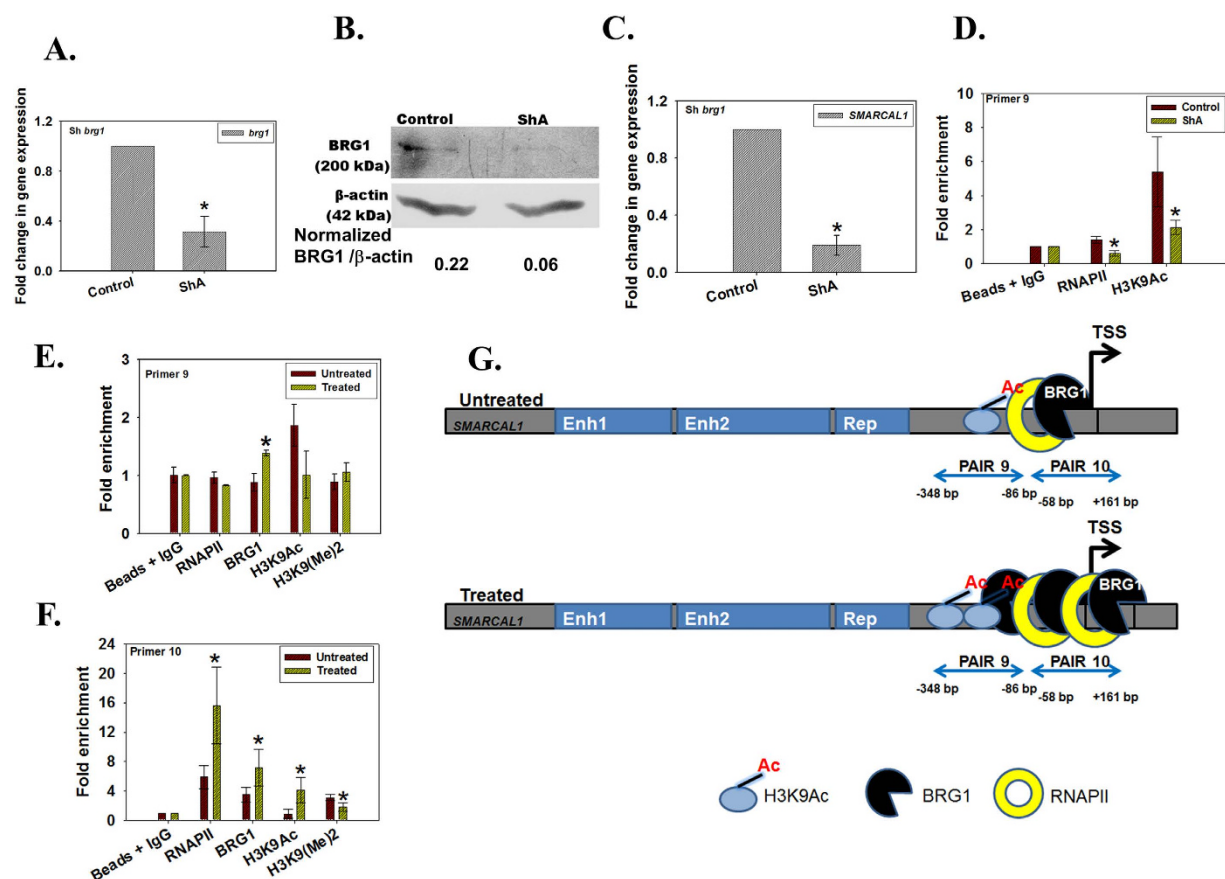 A.
Fold change in gene expression
1.2
0.8
0.4
0.0
Sh brg1
brg1
*
Control
ShA
B.
Control ShA
BRG1
(200 kDa)
β-actin
(42 kDa)
Normalized
BRG1 /β-actin 0.22 0.06
C.
Fold change in gene expression
1.2
0.8
0.4
0.0
Sh brg1
SMARCAL1
*
Control
ShA
D.
Fold enrichment
10
8
6
4
2
0
Primer 9
Control
ShA
*
*
Beads + IgG
RNAPII
H3K9Ac
E.
Fold enrichment
3
2
1
0
Primer 9
Untreated
Treated
*
Beads + IgG
RNAPII
BRG1
H3K9Ac
H3K9(Me)2
F.
Fold enrichment
24
20
16
12
8
4
0
Primer 10
Untreated
Treated
*
*
*
*
Beads + IgG
RNAPII
BRG1
H3K9Ac
H3K9(Me)2
G.
TSS
Untreated
Ac
BRG1
SMARCAL1 Enh1 Enh2 Rep
PAIR 9 PAIR 10
-348 bp -86 bp -58 bp +161 bp
TSS
Treated
Ac Ac
BRG1
SMARCAL1 Enh1 Enh2 Rep
PAIR 9 PAIR 10
-348 bp -86 bp -58 bp +161 bp
Ac
H3K9Ac BRG1 RNAPII